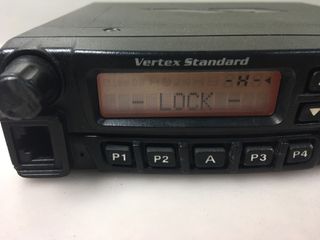 Vertex Standard
-X-
- LOCK -
P1 P2 A P3 P4